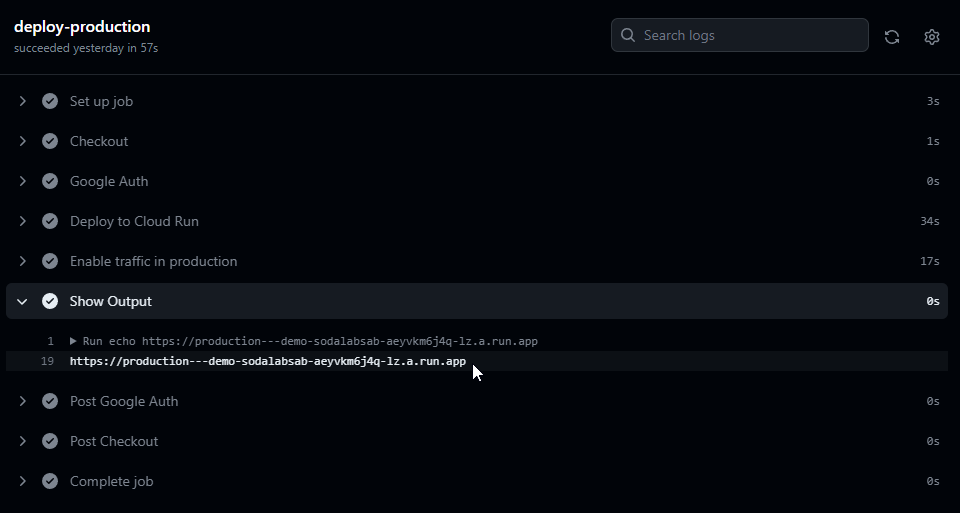 deploy-production
succeeded yesterday in 57s
Search logs
Set up job 3s
Checkout 1s
Google Auth 0s
Deploy to Cloud Run 34s
Enable traffic in production 17s
Show Output 0s
1 Run echo https://production---demo-sodalabsab-aeyvkm6j4q-lz.a.run.app
19 https://production---demo-sodalabsab-aeyvkm6j4q-lz.a.run.app
Post Google Auth 0s
Post Checkout 0s
Complete job 0s